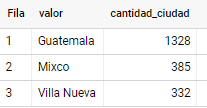 Fila valor cantidad_ciudad
1 Guatemala 1328
2 Mixco 385
3 Villa Nueva 332